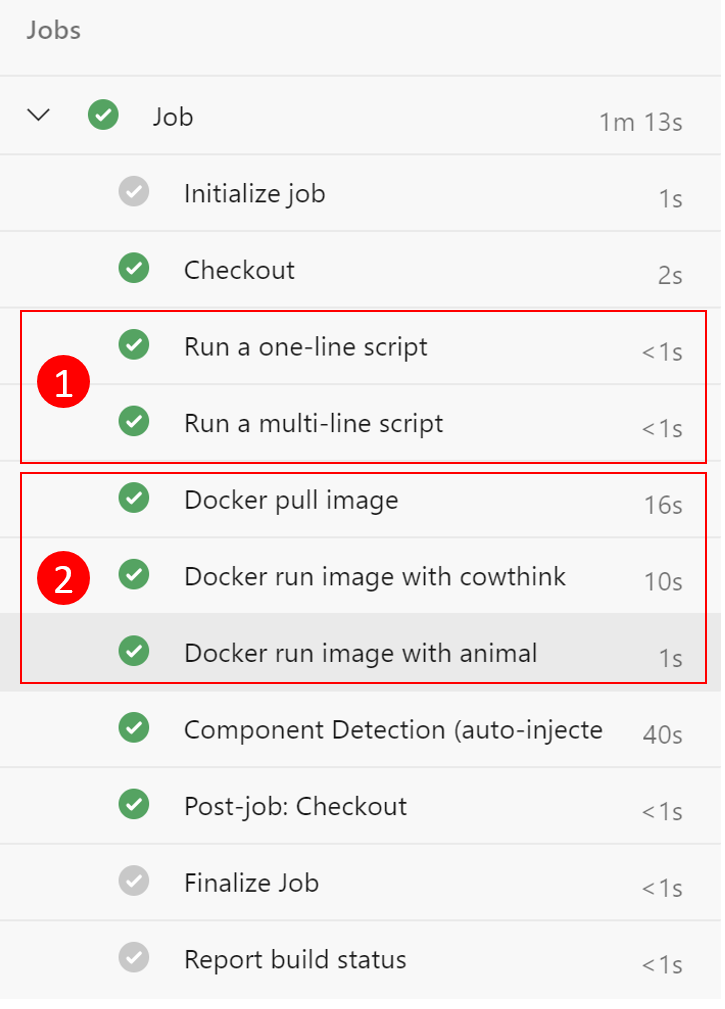 Jobs
Job 1m 13s
Initialize job 1s
Checkout 2s
Run a one-line script <1s
1
Run a multi-line script <1s
Docker pull image 16s
2 Docker run image with cowthink 10s
Docker run image with animal 1s
Component Detection (auto-injecte 40s
Post-job: Checkout <1s
Finalize Job <1s
Report build status <1s